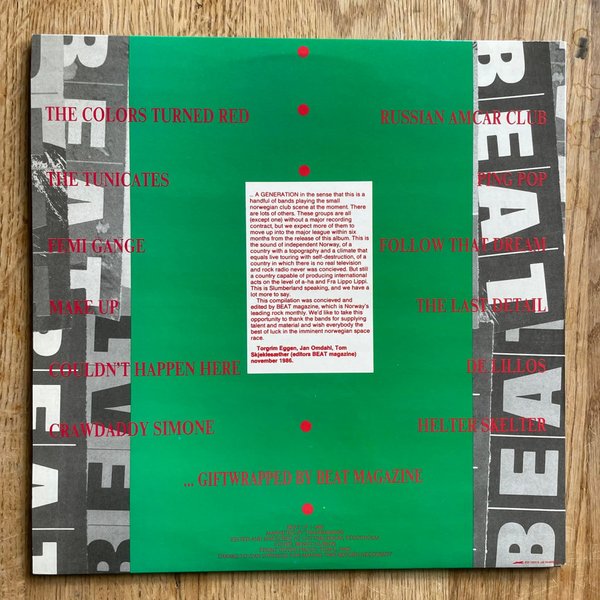 BEAT
BEAT
BEAT
BEAT
THE COLORS TURNED RED
RUSSIAN AMCAR CLUB
THE TUNICATES
PING POP
FEMI GANGE
FOLLOW THAT DREAM
MAKE UP
THE LAST DETAIL
COULDN'T HAPPEN HERE
DE LILLOS
CRAWDADDY SIMONE
HELTER SKELTER
... A GENERATION in the sense that this is a
handful of bands playing the small
norwegian club scene at the moment. There
are lots of others. These groups are all
(except one) without a major recording
contract, but we expect more of them to
move up into the major league within six
months from the release of this album. This is
the sound of independent Norway, of a
country with a topography and a climate that
equals live touring with self-destruction, of a
country in which there is no real television
and rock radio never was concieved. But still
a country capable of producing international
acts on the level of a-ha and Fra Lippo Lippi.
This is Slumberland speaking, and we have a
lot more to say.
This compilation was concieved and
edited by BEAT magazine, which is Norway's
leading rock monthly. We'd like to take this
opportunity to thank the bands for supplying
talent and material and wish everybody the
best of luck in the imminent norwegian space
race.
Torgrim Eggen, Jan Omdahl, Tom
Skjeklesæther (editors BEAT magazine)
november 1986.
... GIFTWRAPPED BY BEAT MAGAZINE